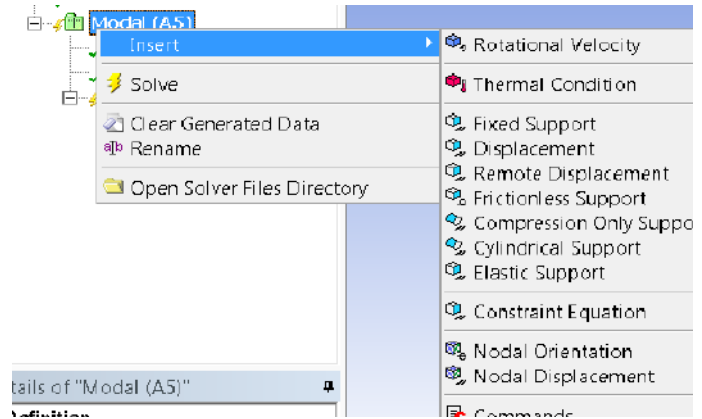 Modal (A5)
Insert
Solve
Clear Generated Data
Rename
Open Solver Files Directory
Rotational Velocity
Thermal Condition
Fixed Support
Displacement
Remote Displacement
Frictionless Support
Compression Only Suppo
Cylindrical Support
Elastic Support
Constraint Equation
Nodal Orientation
Nodal Displacement
Commands
tails of "Modal (A5)"
Definition